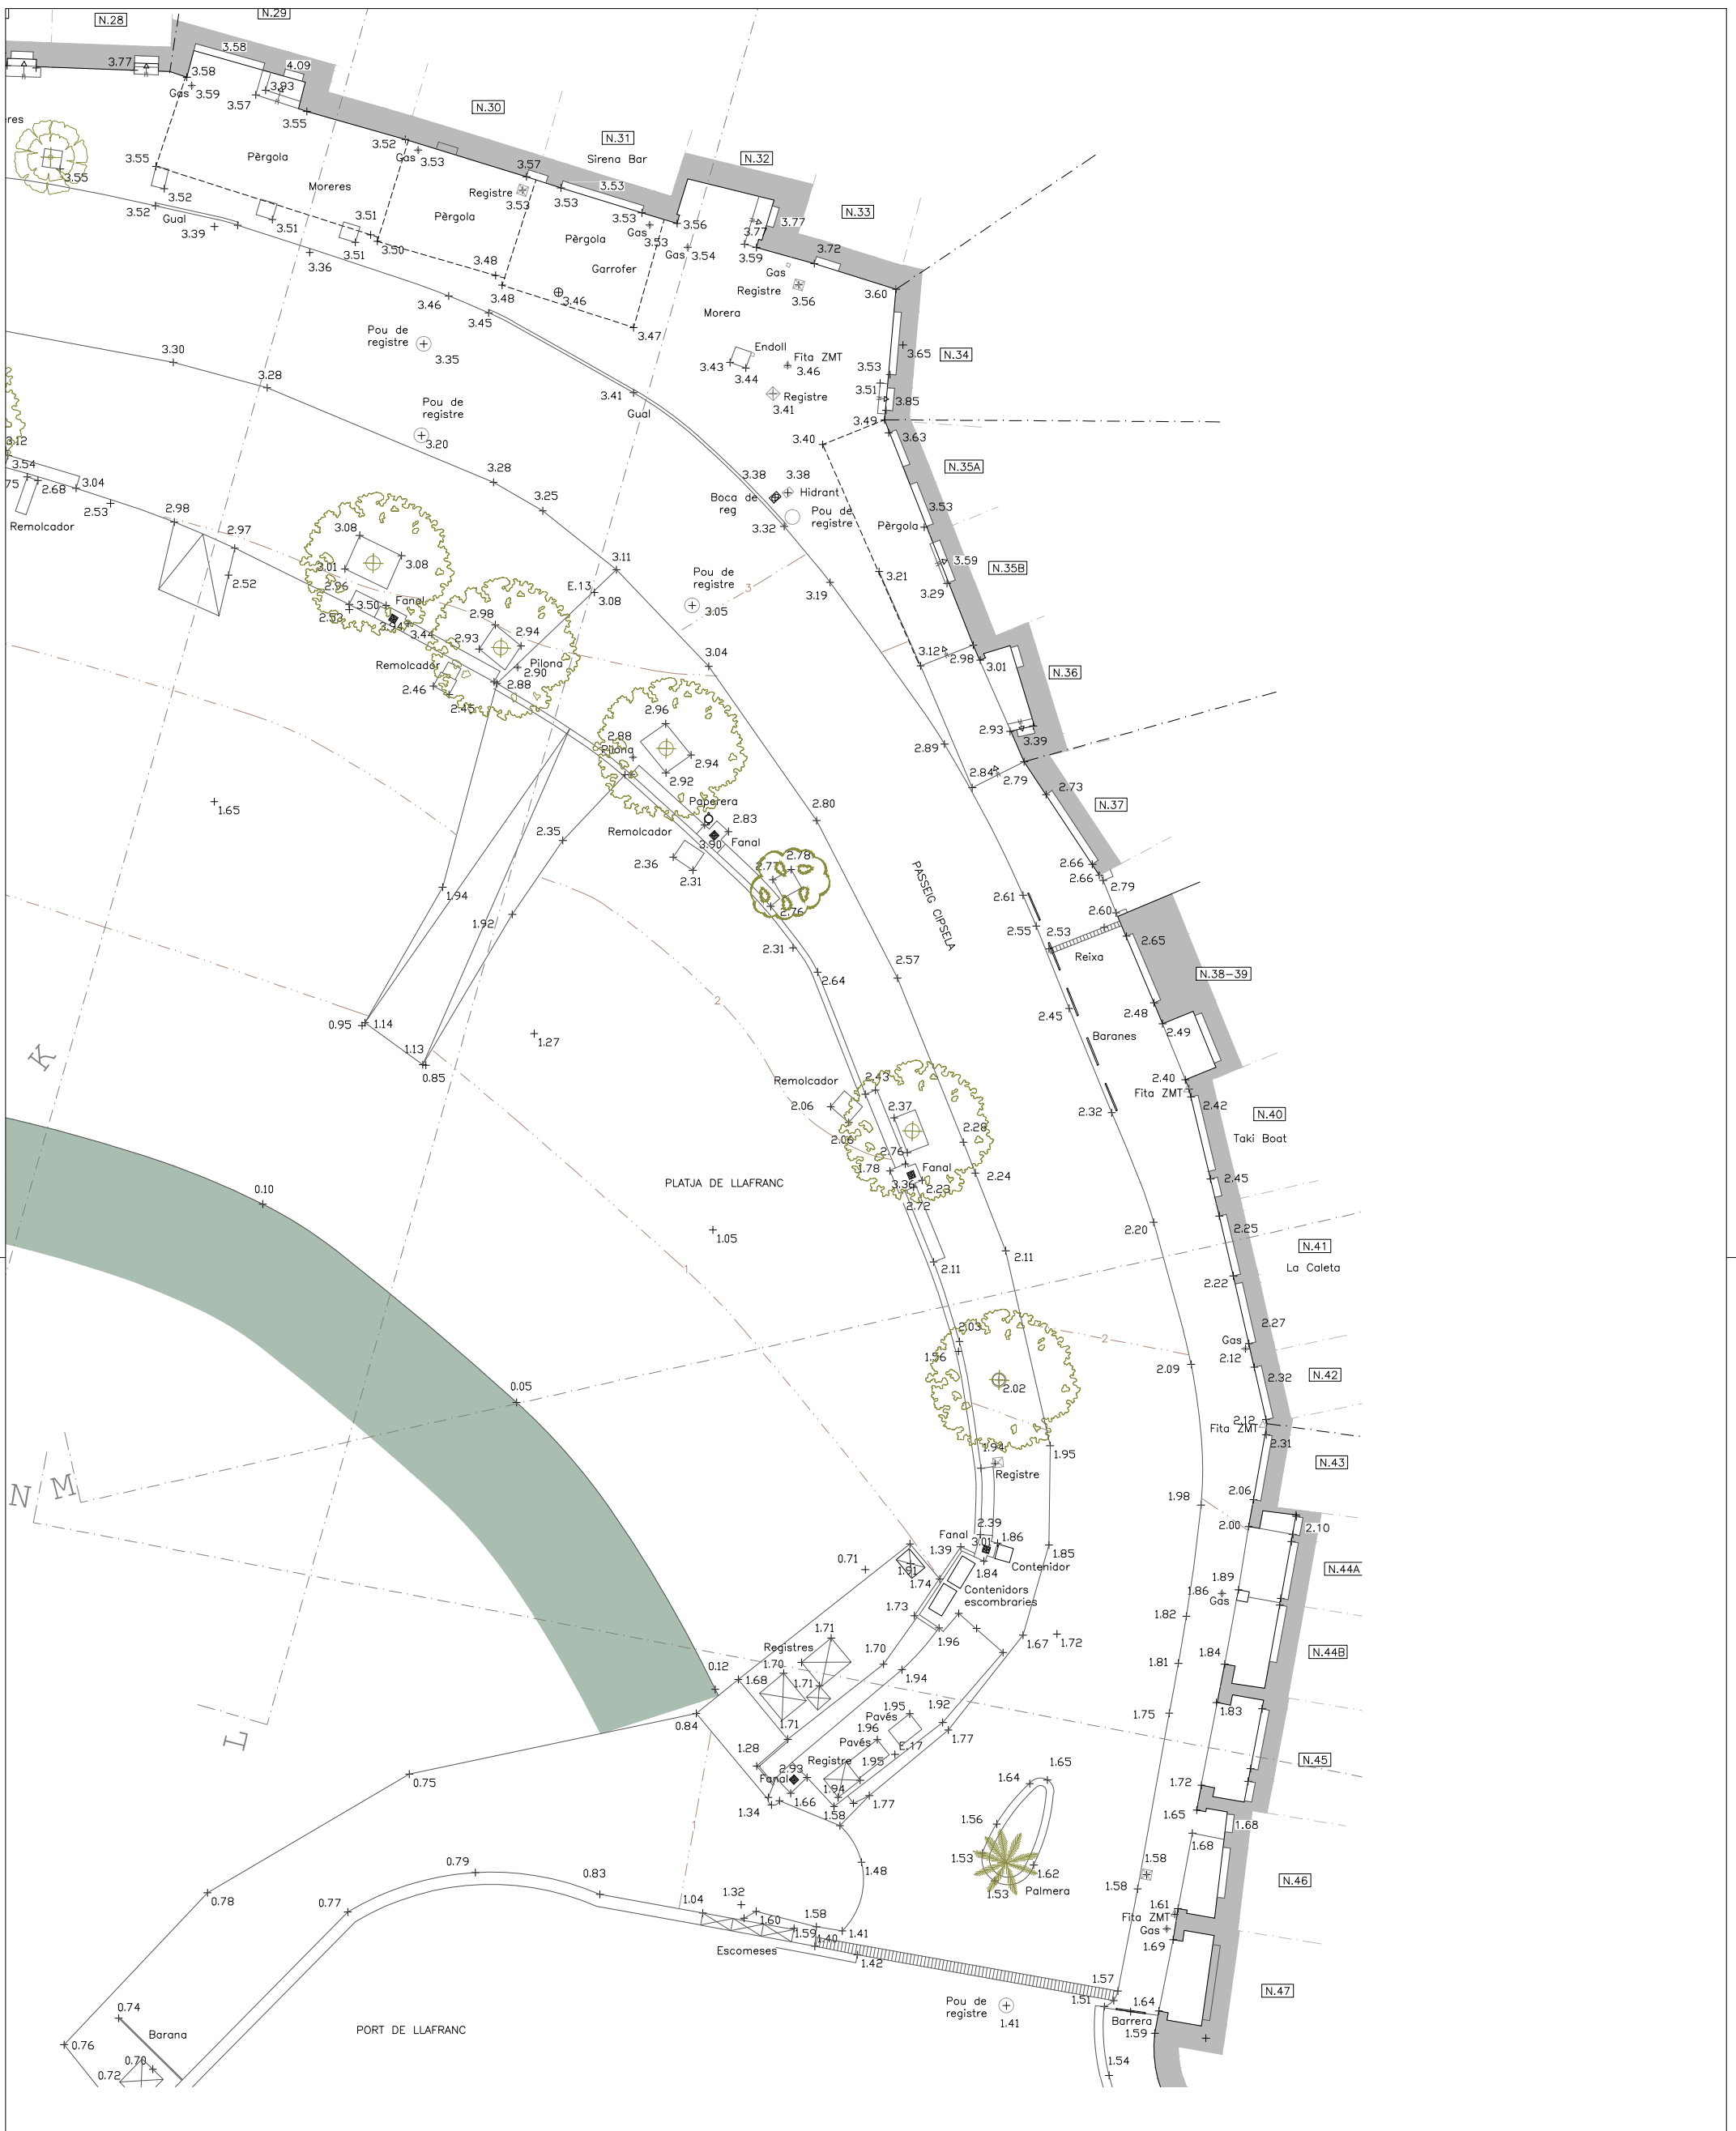 N.28
N.29
3.58
3.77
4.09
3.58
Gas
3.59
3.93
3.57
3.55
N.30
N.31
Sirena Bar
N.32
N.33
3.52
Gas
3.53
3.57
3.53
Registre
3.53
3.53
Pèrgola
Moreres
Pèrgola
Pèrgola
Garrofer
3.55
3.55
3.52
3.52
Gual
3.39
3.51
3.51
3.51
3.50
3.36
3.56
3.53
Gas
Gas
3.54
3.77
3.77
3.59
3.72
Gas
Registre
3.56
3.60
Morera
3.48
3.48
3.46
3.46
3.45
3.47
Pou de
registre
3.35
3.30
3.28
3.65
N.34
Endoll
3.43
3.44
Fita ZMT
3.46
3.53
3.51
3.85
Registre
3.41
3.41
Gual
3.49
3.63
3.40
Pou de
registre
3.20
N.35A
3.12
3.54
3.04
2.68
2.53
Remolcador
3.28
3.25
3.38
3.38
Hidrant
Boca de
reg
Pou de
registre
3.32
3.53
Pèrgola
2.98
2.97
2.52
3.08
3.08
3.01
2.96
3.50
Fanal
2.53
3.94
3.44
3.11
E.13
3.08
Pou de
registre
3.05
3
3.19
3.21
3.59
N.35B
3.29
2.98
2.94
2.93
2.90
Pilona
2.88
Remolcador
2.46
2.45
3.04
3.12
2.98
3.01
N.36
2.93
3.39
2.96
2.88
Pilona
2.94
2.92
2.89
2.84
2.79
2.73
N.37
1.65
Paperera
2.83
Remolcador
3.90
Fanal
2.36
2.31
2.35
2.80
2.78
2.77
2.76
2.66
2.66
2.79
PASSEIG CIPSELA
1.94
1.92
2.31
2.64
2.57
2.61
2.55
2.53
2.60
2.65
Reixa
N.38-39
2
2.45
Baranes
2.48
2.49
0.95
1.14
1.13
0.85
1.27
K
Remolcador
2.06
2.06
2.43
2.37
2.40
Fita ZMT
2.42
2.32
N.40
Taki Boat
2.28
2.76
1.78
Fanal
3.36
2.23
2.72
2.24
2.45
PLATJA DE LLAFRANC
0.10
1.05
2.20
2.25
N.41
La Caleta
2.11
2.11
1
2.22
2.27
Gas
2.12
2.03
1.56
2
2.09
2.32
N.42
2.02
0.05
2.12
Fita ZMT
2.31
N.43
1.94
1.95
Registre
N
M
1.98
2.06
2.00
2.10
2.39
Fanal
3.01
1.86
1.39
1.84
Contenidor
1.85
0.71
1.91
1.74
Contenidors
escombraries
N.44A
1.89
1.86
Gas
1.73
1.82
1.96
1.67
1.72
1.71
Registres
1.70
1.71
1.70
1.94
1.81
1.84
N.44B
0.12
1.68
1.83
0.84
1.71
1.95
1.92
Pavés
1.96
Pavés
1.77
1.75
L
1.28
Registre
E.17
1.95
2.93
Fanal
1.94
1.66
1.34
1.58
1.77
1.65
1.64
N.45
0.75
1.72
1.65
1.68
1.56
1.68
1
0.79
0.83
1.48
1.53
1.62
1.53
Palmera
1.58
1.58
N.46
0.78
0.77
1.04
1.32
1.60
1.58
1.59
1.40
1.41
1.42
Escomeses
1.61
Fita ZMT
Gas
1.69
1.57
1.51
N.47
Pou de
registre
1.41
1.64
Barrera
1.59
1.54
0.74
Barana
0.76
0.70
0.72
PORT DE LLAFRANC